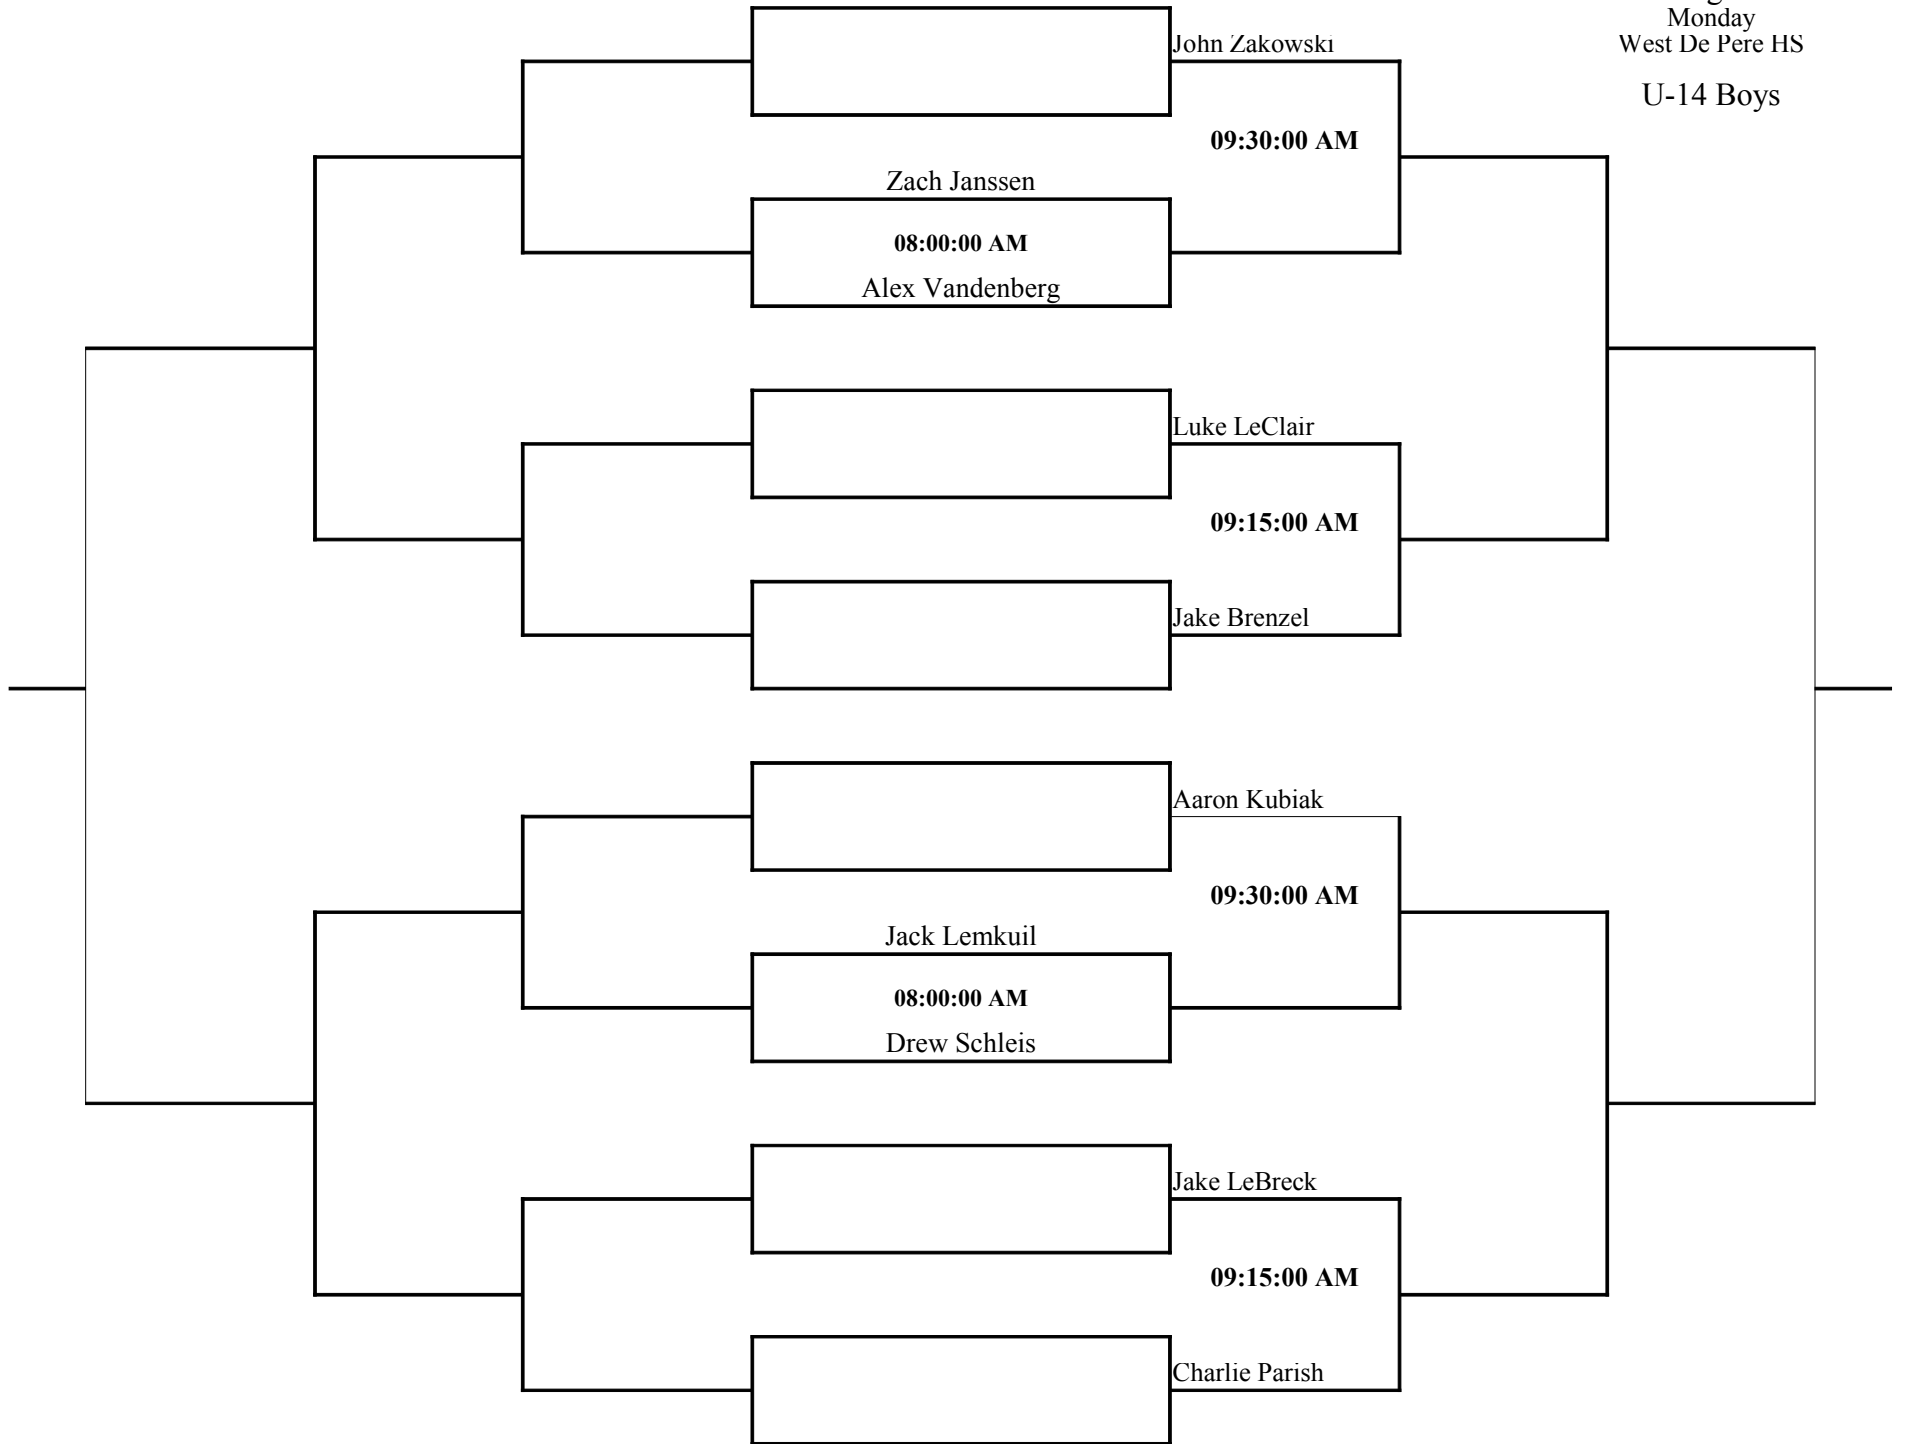 Monday
John Zakowski
West De Pere HS
U-14 Boys
09:30:00 AM
Zach Janssen
08:00:00 AM
Alex Vandenberg
Luke LeClair
09:15:00 AM
Jake Brenzel
Aaron Kubiak
09:30:00 AM
Jack Lemkuil
08:00:00 AM
Drew Schleis
Jake LeBreck
09:15:00 AM
Charlie Parish